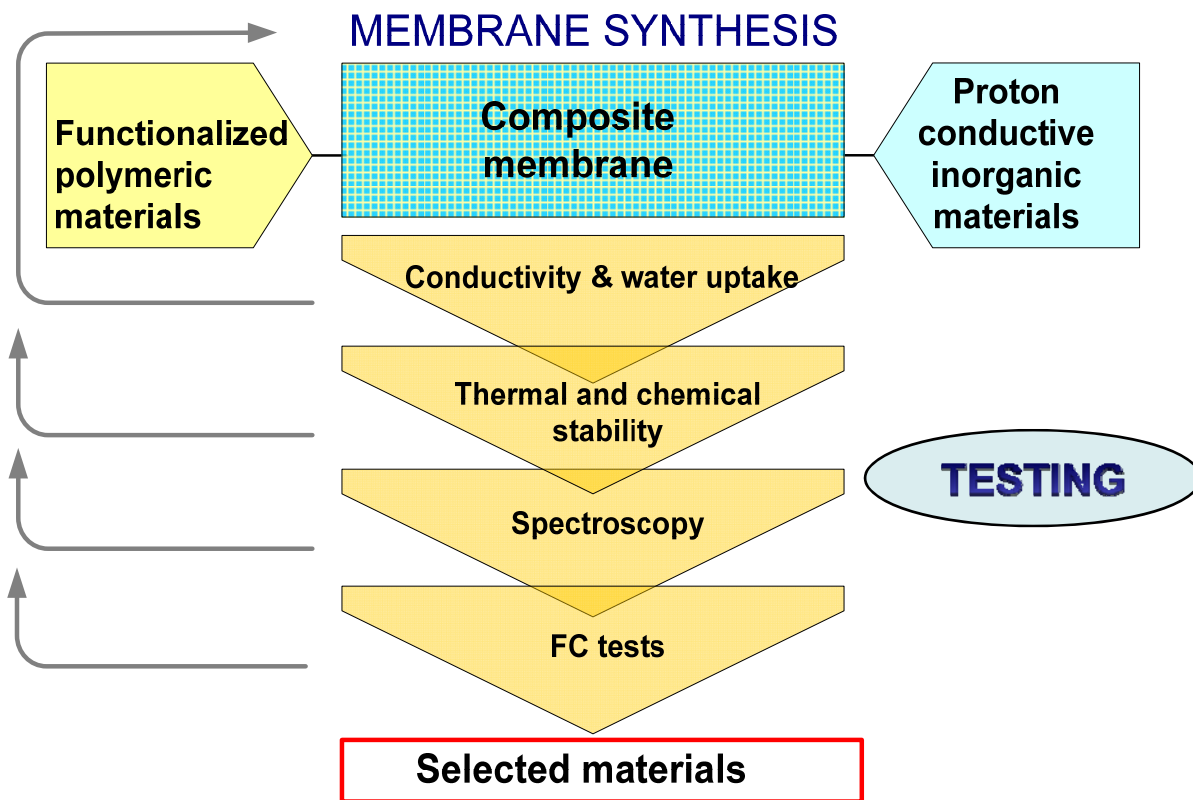 MEMBRANE SYNTHESIS
Functionalized
polymeric
materials
Composite
membrane
Proton
conductive
inorganic
materials
Conductivity & water uptake
Thermal and chemical
stability
TESTING
Spectroscopy
FC tests
Selected materials